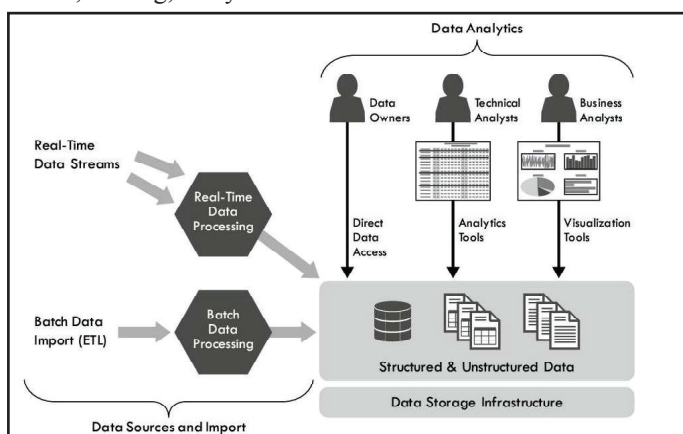 Data Analytics
Data
Owners
Technical
Analysts
Business
Analysts
Real-Time
Data Streams
Real-Time
Data
Processing
Direct
Data
Access
Analytics
Tools
Visualization
Tools
Batch Data
Import (ETL)
Batch
Data
Processing
Structured & Unstructured Data
Data Storage Infrastructure
Data Sources and Import